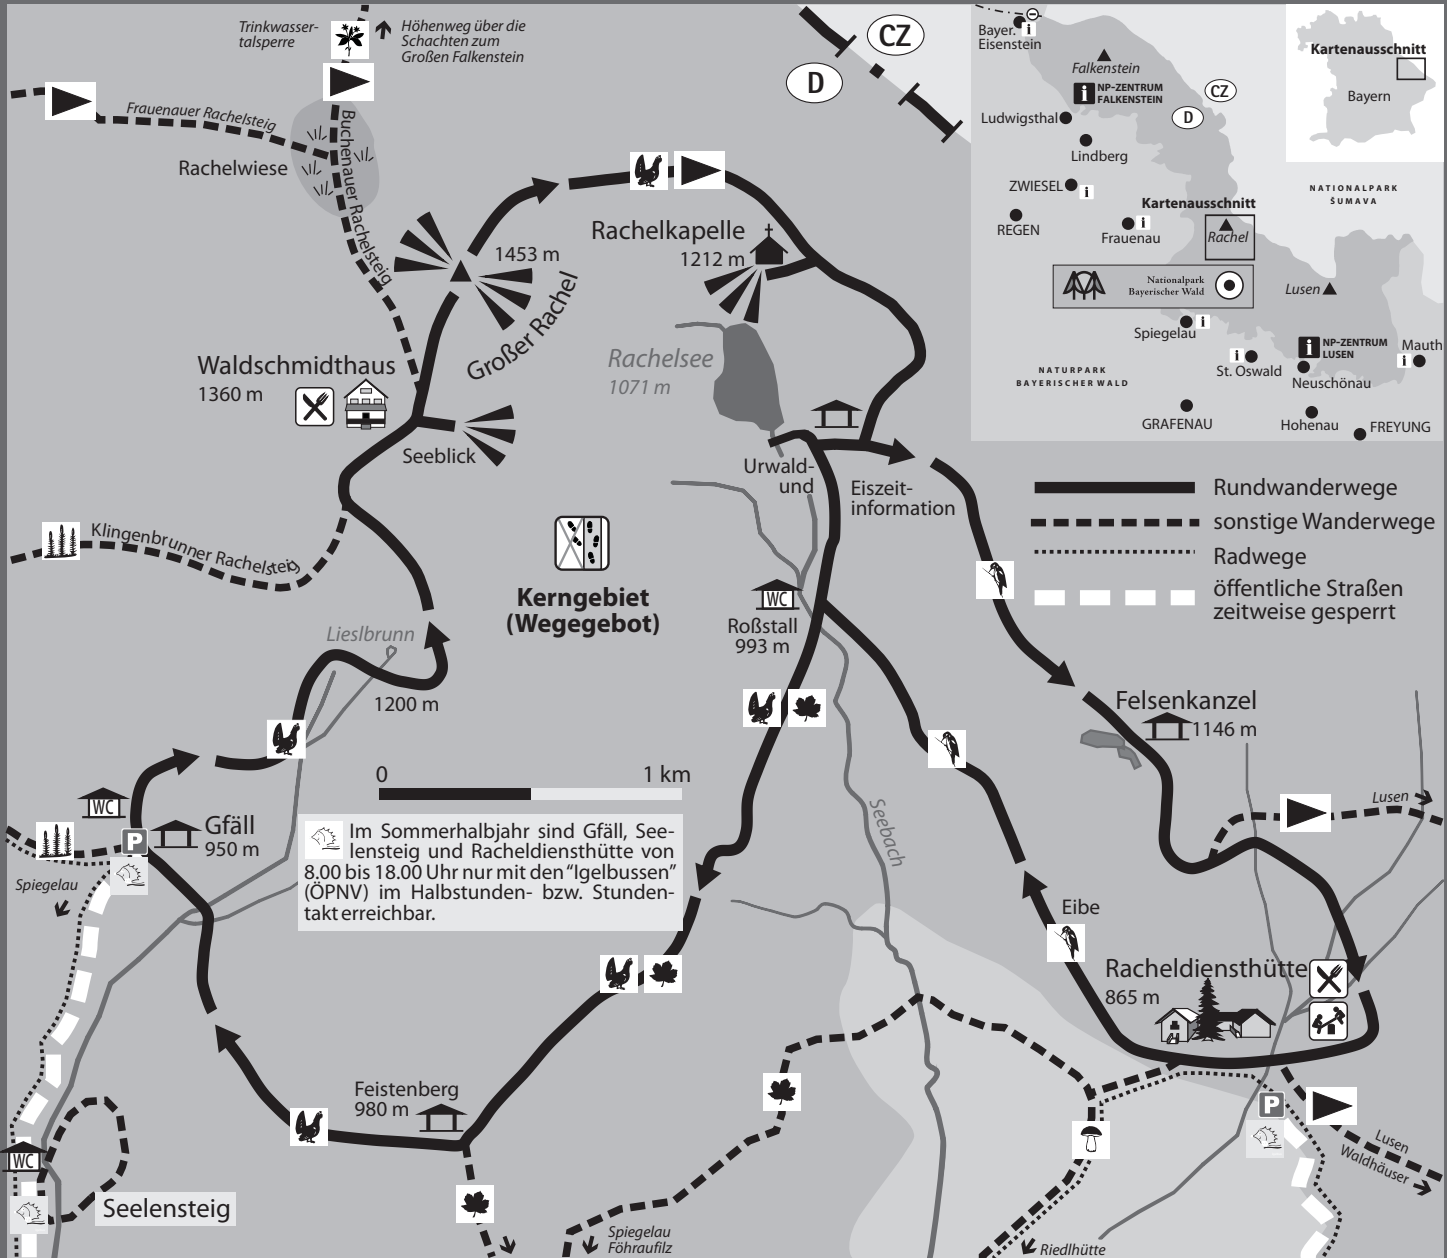 Trinkwasser-
talsperre
Höhenweg über die
Schachten zum
Großen Falkenstein
Frauenauer Rachelsteig
Buchenauer Rachelsteig
Rachelwiese
CZ
D
1453 m
Großer Rachel
Rachelkapelle
1212 m
Rachelsee
1071 m
Waldschmidthaus
1360 m
Seeblick
Urwald-
und
Eiszeit-
information
Klingenbrunner Rachelsteig
Kerngebiet
(Wegegebot)
WC
Roßstall
993 m
Lieslbrunn
1200 m
Felsenkanzel
1146 m
0
1 km
WC
P
Gfäll
950 m
Spiegelau
Im Sommerhalbjahr sind Gfäll, See-
lensteig und Racheldiensthütte von
8.00 bis 18.00 Uhr nur mit den "Igelbussen"
(ÖPNV) im Halbstunden- bzw. Stunden-
takt erreichbar.
Seebach
Lusen
Eibe
Racheldiensthütte
865 m
Feistenberg
980 m
P
Lusen
Waldhäuser
WC
Seelensteig
Spiegelau
Föhraufilz
Riedlhütte
Bayer.
Eisenstein
i
Falkenstein
i
NP-ZENTRUM
FALKENSTEIN
CZ
D
Ludwigsthal
Lindberg
ZWIESEL
i
REGEN
Frauenau
i
Kartenausschnitt
Rachel
Nationalpark
Bayerischer Wald
NATIONALPARK
ŠUMAVA
Lusen
Spiegelau
i
NATURPARK
BAYERISCHER WALD
i
St. Oswald
i
NP-ZENTRUM
LUSEN
Neuschönau
Mauth
i
GRAFENAU
Hohenau
FREYUNG
Kartenausschnitt
Bayern
Rundwanderwege
sonstige Wanderwege
Radwege
öffentliche Straßen
zeitweise gesperrt